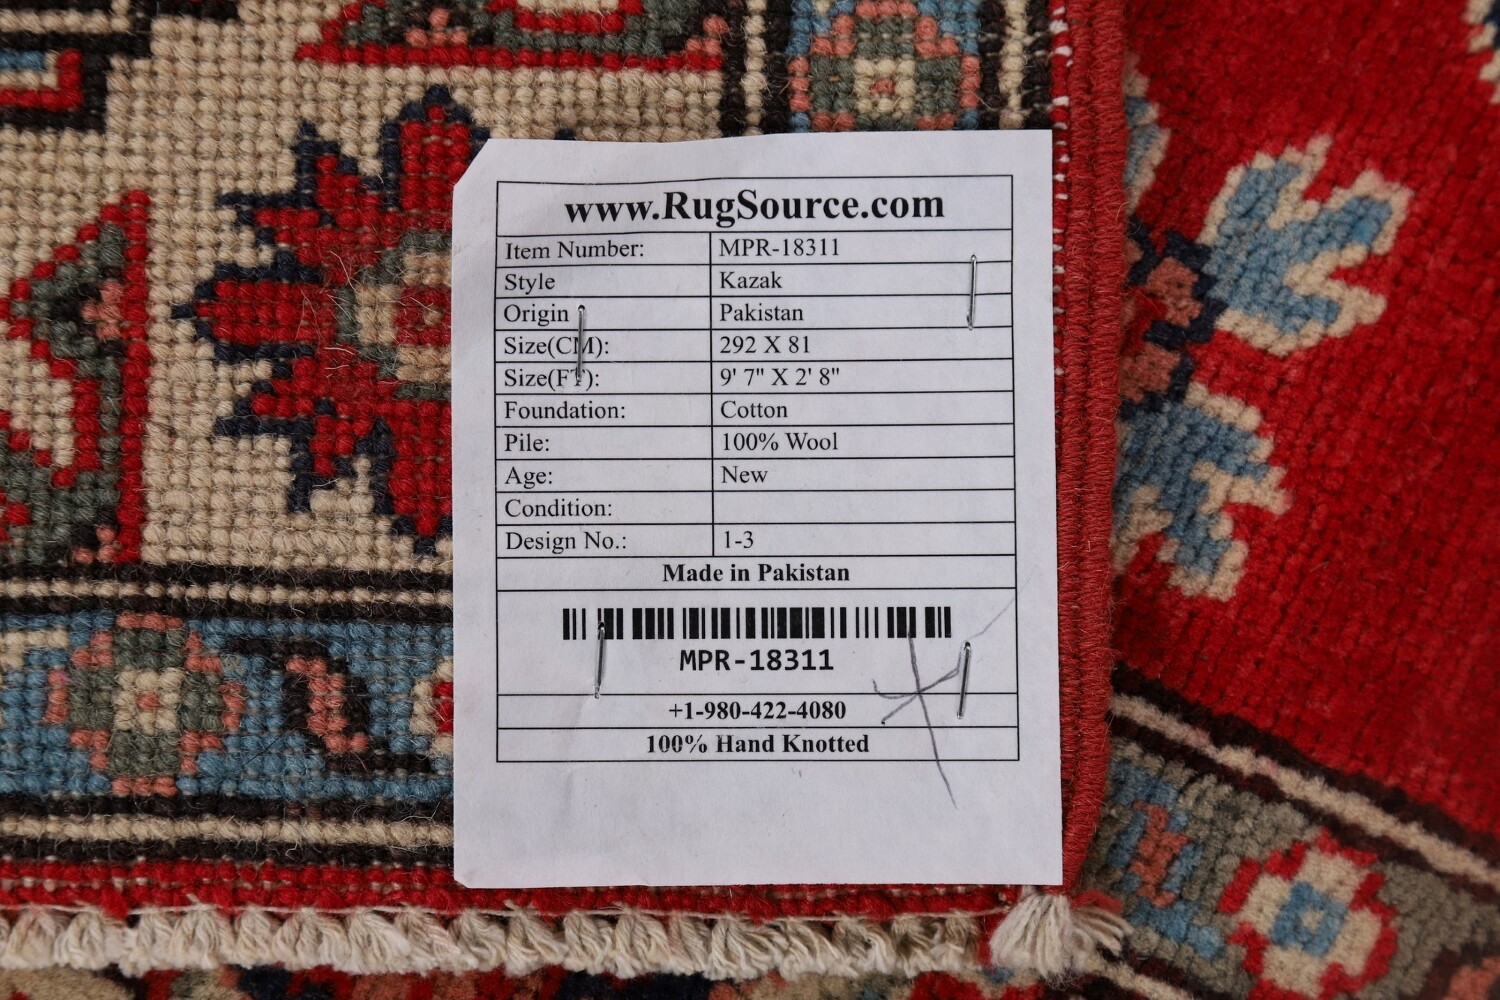 www.RugSource.com
Item Number: MPR-18311
Style Kazak
Origin Pakistan
Size(CM): 292 X 81
Size(FT): 9' 7" X 2' 8"
Foundation: Cotton
Pile: 100% Wool
Age: New
Condition:
Design No.: 1-3
Made in Pakistan
MPR-18311
+1-980-422-4080
100% Hand Knotted